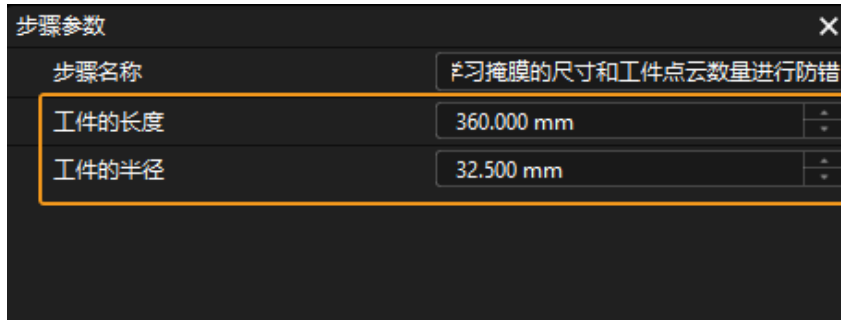 步骤参数
步骤名称 习掩膜的尺寸和工件点云数量进行防错
工件的长度 360.000 mm
工件的半径 32.500 mm